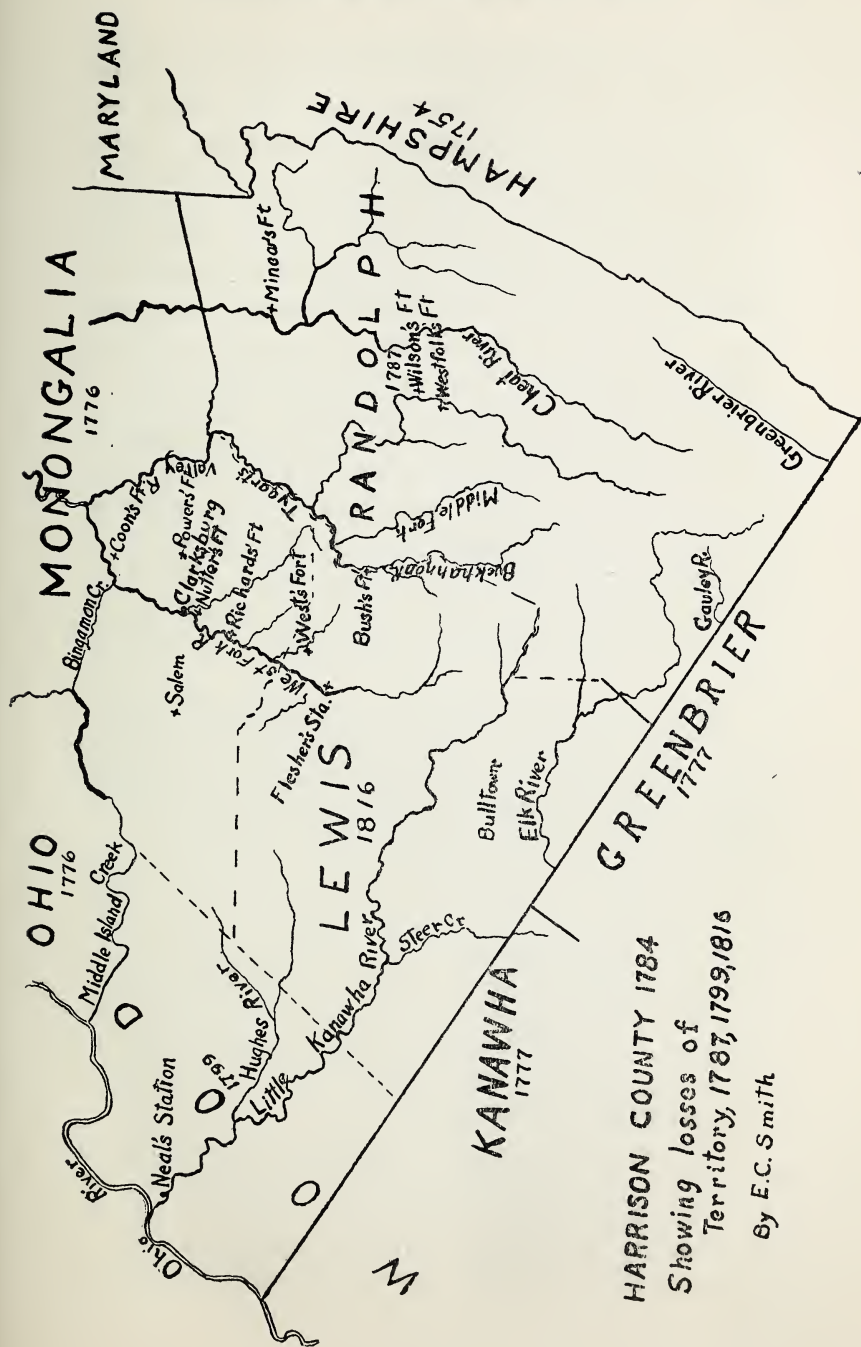 MARYLAND
HAMPSHIRE
1754
MONONGALIA
1776
+Minears Ft
RANDOLPH
1787
+Wilson's Ft
+Westfalls Ft
Cheat River
Greenbrier River
Tygarts
Valley
R
+Coon's Ft
+Powers' Ft
Clarksburg
Nutters Ft
Richards' Ft
+West's Fort
Bush's Ft
Buckhannon
Middle Fork
Bingamon Cr.
+Salem
West Fork
R
Flesher's Sta.+
OHIO
1776
Middle Island
Creek
LEWIS
1816
Bulltown
Elk River
Gauley R.
GREENBRIER
1777
Steer Cr
Little Kanawha River
Hughes River
WOOD
1799
Neal's Station
Ohio River
KANAWHA
1777
HARRISON COUNTY 1784
Showing losses of
Territory, 1787, 1799, 1816
By E.C. Smith